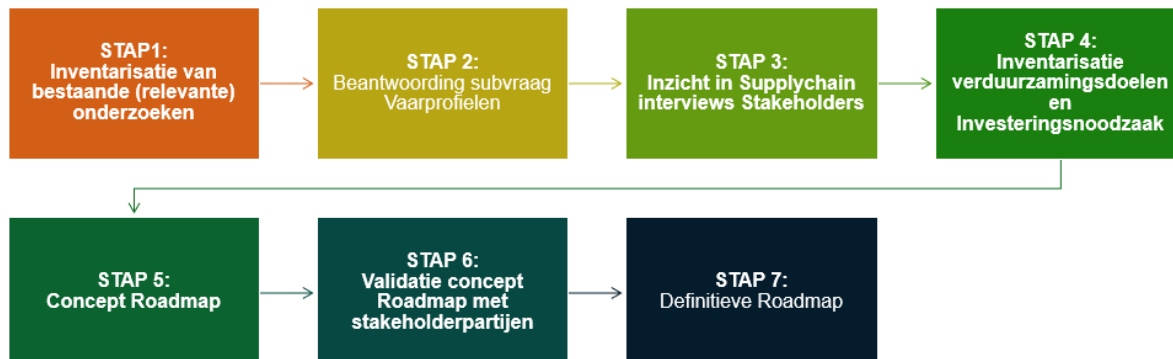 STAP1:
Inventarisatie van
bestaande (relevante)
onderzoeken
STAP 2:
Beantwoording subvraag
Vaarprofielen
STAP 3:
Inzicht in Supplychain
interviews Stakeholders
STAP 4:
Inventarisatie
verduurzamingsdoelen
en
Investeringsnoodzaak
STAP 5:
Concept Roadmap
STAP 6:
Validatie concept
Roadmap met
stakeholderpartijen
STAP 7:
Definitieve Roadmap